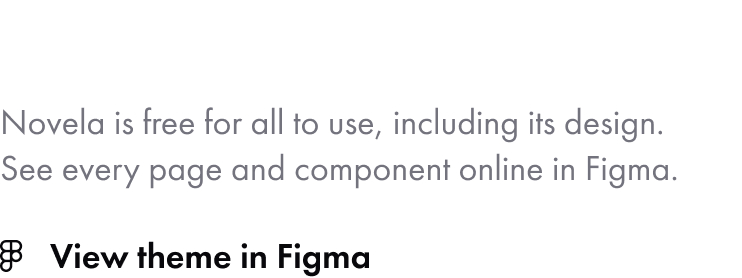 Novela is free for all to use, including its design.
See every page and component online in Figma.
View theme in Figma